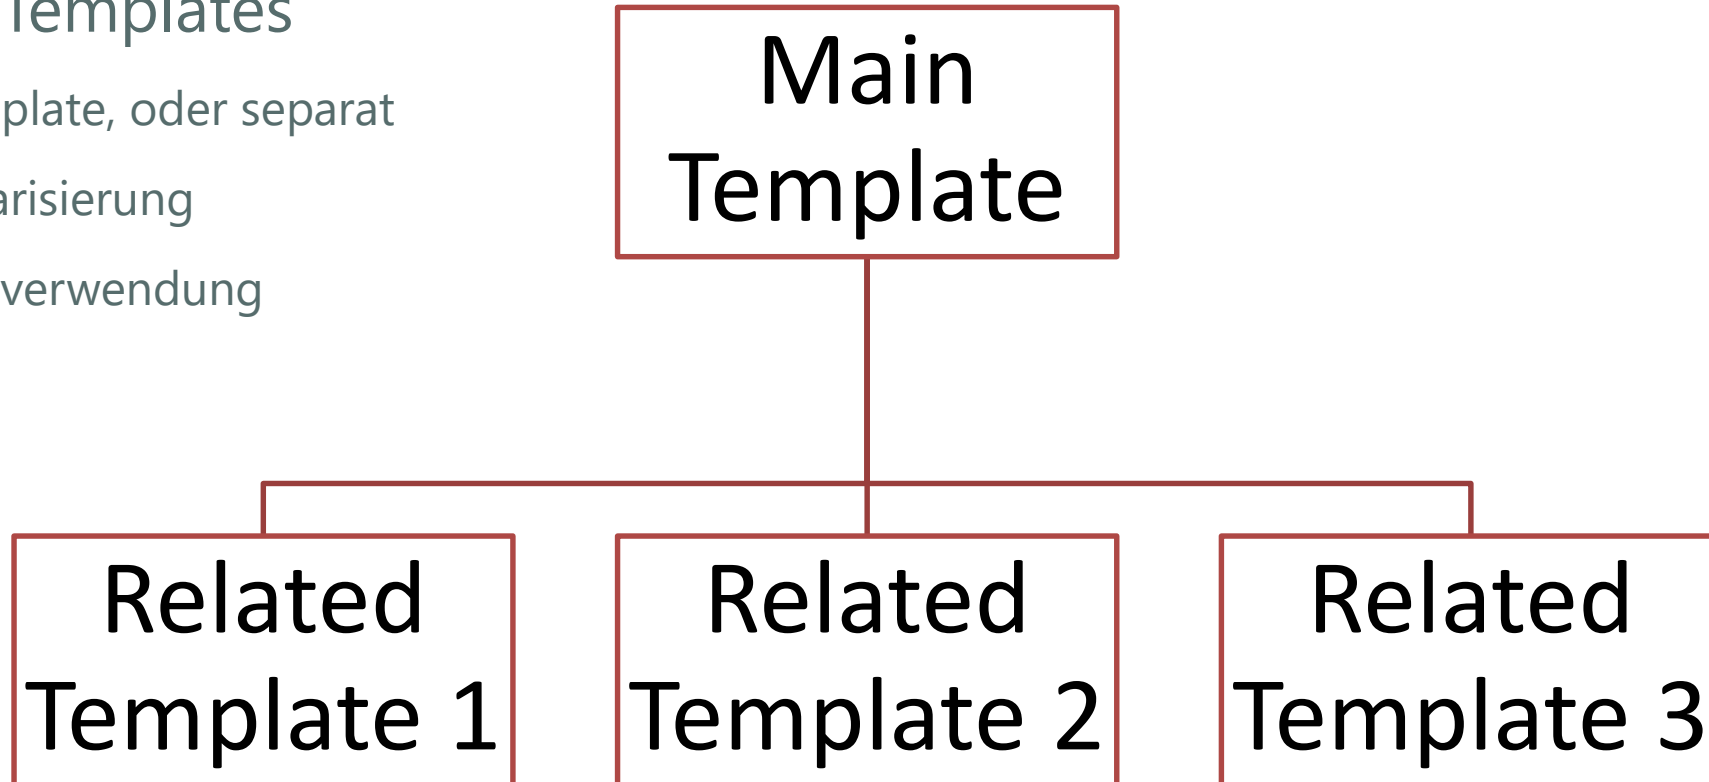 Templates
plate, oder separat
arisierung
verwendung
Main
Template
Related
Template 1
Related
Template 2
Related
Template 3